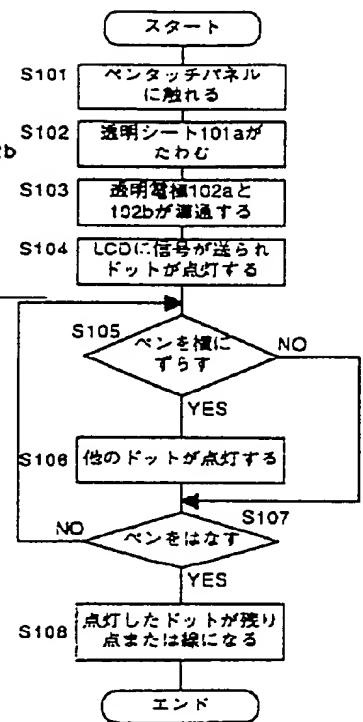 スタート
S101
ペンタッチパネル
に触れる
S102
透明シート101aが
たわむ
2b
S103
透明電極102aと
102bが導通する
S104
LCDに信号が送られ
ドットが点灯する
S105
ペンを横に
ずらす
NO
YES
S106
他のドットが点灯する
S107
NO
ペンをはなす
YES
S108
点灯したドットが残り
点または線になる
エンド